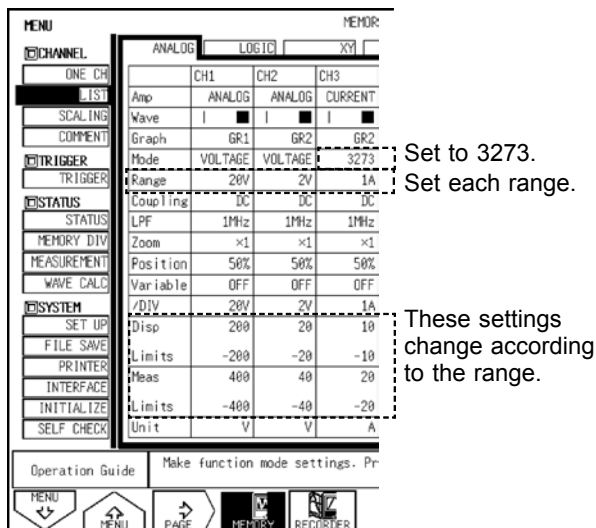 MENU MEMOR
CHANNEL
ONE CH
LIST
SCALING
COMMENT
TRIGGER
TRIGGER
STATUS
STATUS
MEMORY DIV
MEASUREMENT
WAVE CALC
SYSTEM
SET UP
FILE SAVE
PRINTER
INTERFACE
INITIALIZE
SELF CHECK
ANALOG LOGIC XY
CH1 CH2 CH3
Amp ANALOG ANALOG CURRENT
Wave
Graph GR1 GR2 GR2
Mode VOLTAGE VOLTAGE 3273
Range 20V 2V 1A
Coupling DC DC DC
LPF 1MHz 1MHz 1MHz
Zoom ×1 ×1 ×1
Position 50% 50% 50%
Variable OFF OFF OFF
/DIV 20V 2V 1A
Disp 200 20 10
Limits -200 -20 -10
Meas 400 40 20
Limits -400 -40 -20
Unit V V A
Set to 3273.
Set each range.
These settings
change according
to the range.
Operation Guide Make function mode settings. Pr
MENU MENU PAGE MEMORY RECORDER